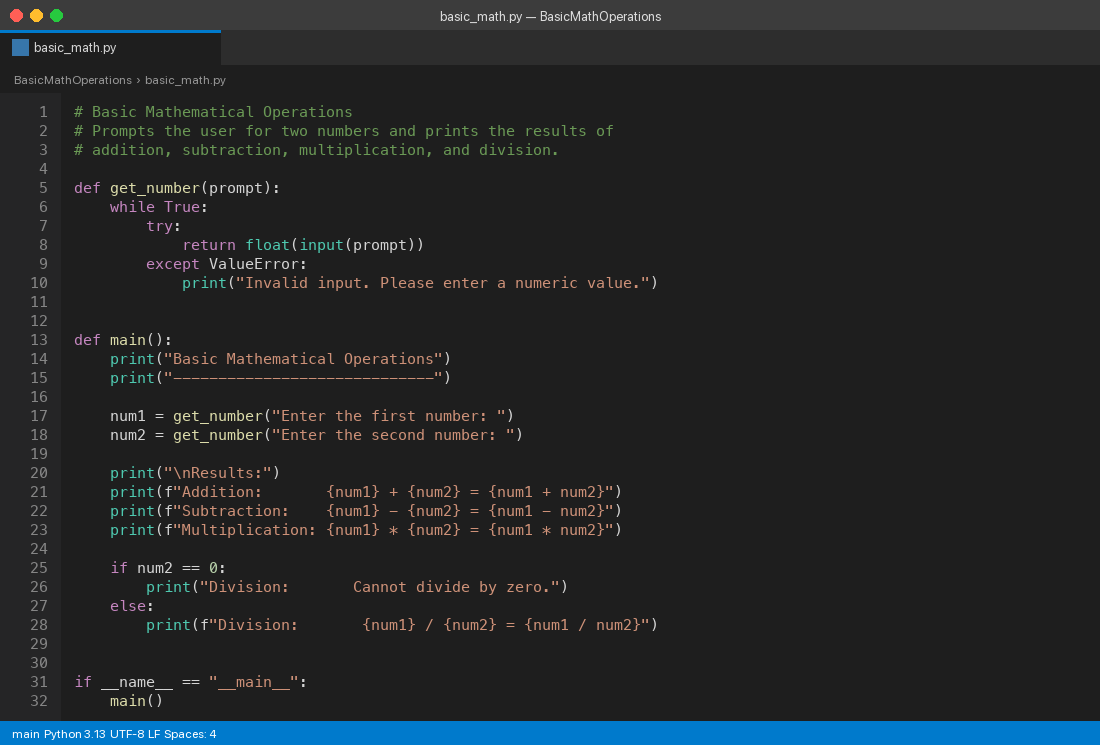 basic_math.py — BasicMathOperations
basic_math.py
BasicMathOperations › basic_math.py
1 # Basic Mathematical Operations
2 # Prompts the user for two numbers and prints the results of
3 # addition, subtraction, multiplication, and division.
4
5 def get_number(prompt):
6     while True:
7         try:
8             return float(input(prompt))
9         except ValueError:
10             print("Invalid input. Please enter a numeric value.")
11
12
13 def main():
14     print("Basic Mathematical Operations")
15     print("-----------------------------")
16
17     num1 = get_number("Enter the first number: ")
18     num2 = get_number("Enter the second number: ")
19
20     print("\nResults:")
21     print(f"Addition:       {num1} + {num2} = {num1 + num2}")
22     print(f"Subtraction:    {num1} - {num2} = {num1 - num2}")
23     print(f"Multiplication: {num1} * {num2} = {num1 * num2}")
24
25     if num2 == 0:
26         print("Division:       Cannot divide by zero.")
27     else:
28         print(f"Division:       {num1} / {num2} = {num1 / num2}")
29
30
31 if __name__ == "__main__":
32     main()
main Python 3.13 UTF-8 LF Spaces: 4